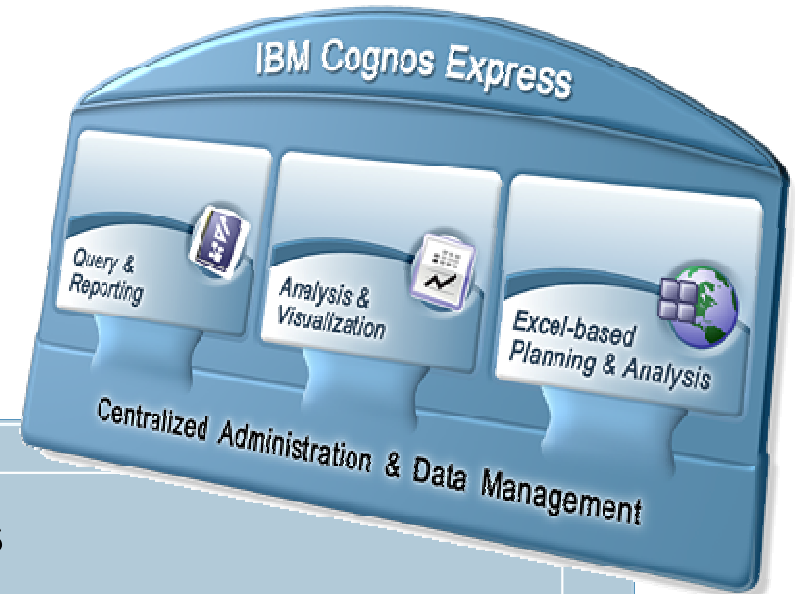 IBM Cognos Express
Query &
Reporting
Analysis &
Visualization
Excel-based
Planning & Analysis
Centralized Administration & Data Management
s